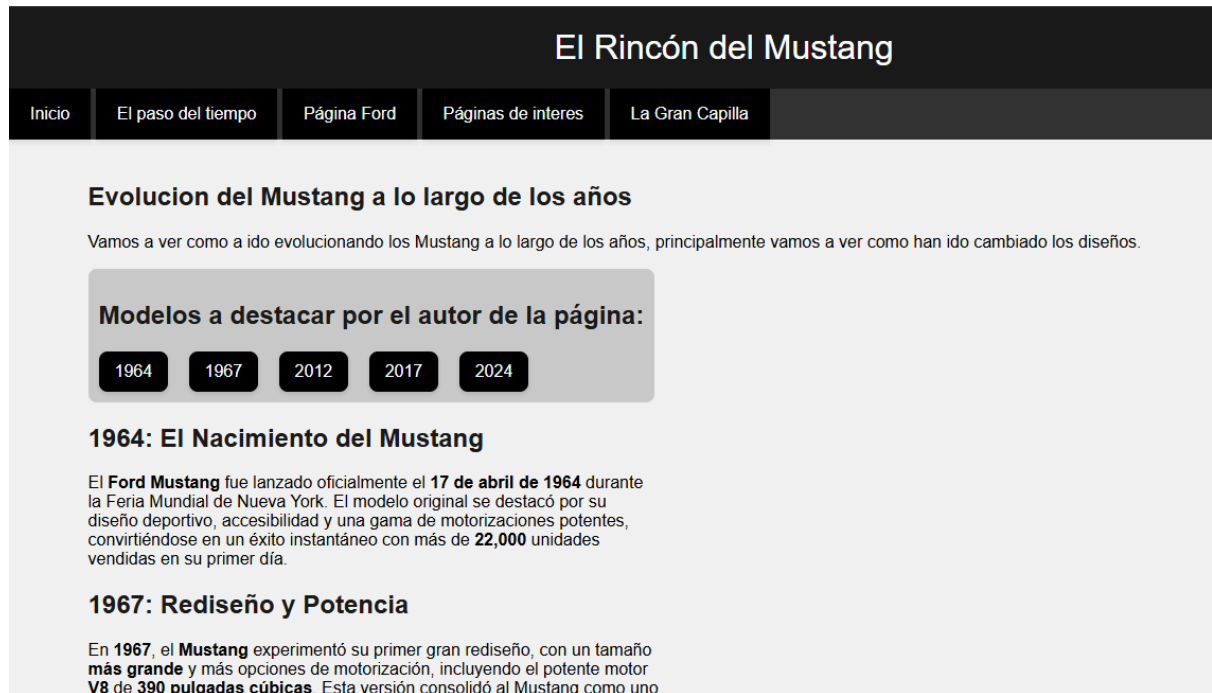 El Rincón del Mustang
Inicio El paso del tiempo Página Ford Páginas de interes La Gran Capilla
Evolucion del Mustang a lo largo de los años
Vamos a ver como a ido evolucionando los Mustang a lo largo de los años, principalmente vamos a ver como han ido cambiado los diseños.
Modelos a destacar por el autor de la página:
1964 1967 2012 2017 2024
1964: El Nacimiento del Mustang
El Ford Mustang fue lanzado oficialmente el 17 de abril de 1964 durante
la Feria Mundial de Nueva York. El modelo original se destacó por su
diseño deportivo, accesibilidad y una gama de motorizaciones potentes,
convirtiéndose en un éxito instantáneo con más de 22,000 unidades
vendidas en su primer día.
1967: Rediseño y Potencia
En 1967, el Mustang experimentó su primer gran rediseño, con un tamaño
más grande y más opciones de motorización, incluyendo el potente motor
V8 de 390 pulgadas cúbicas. Esta versión consolidó al Mustang como uno